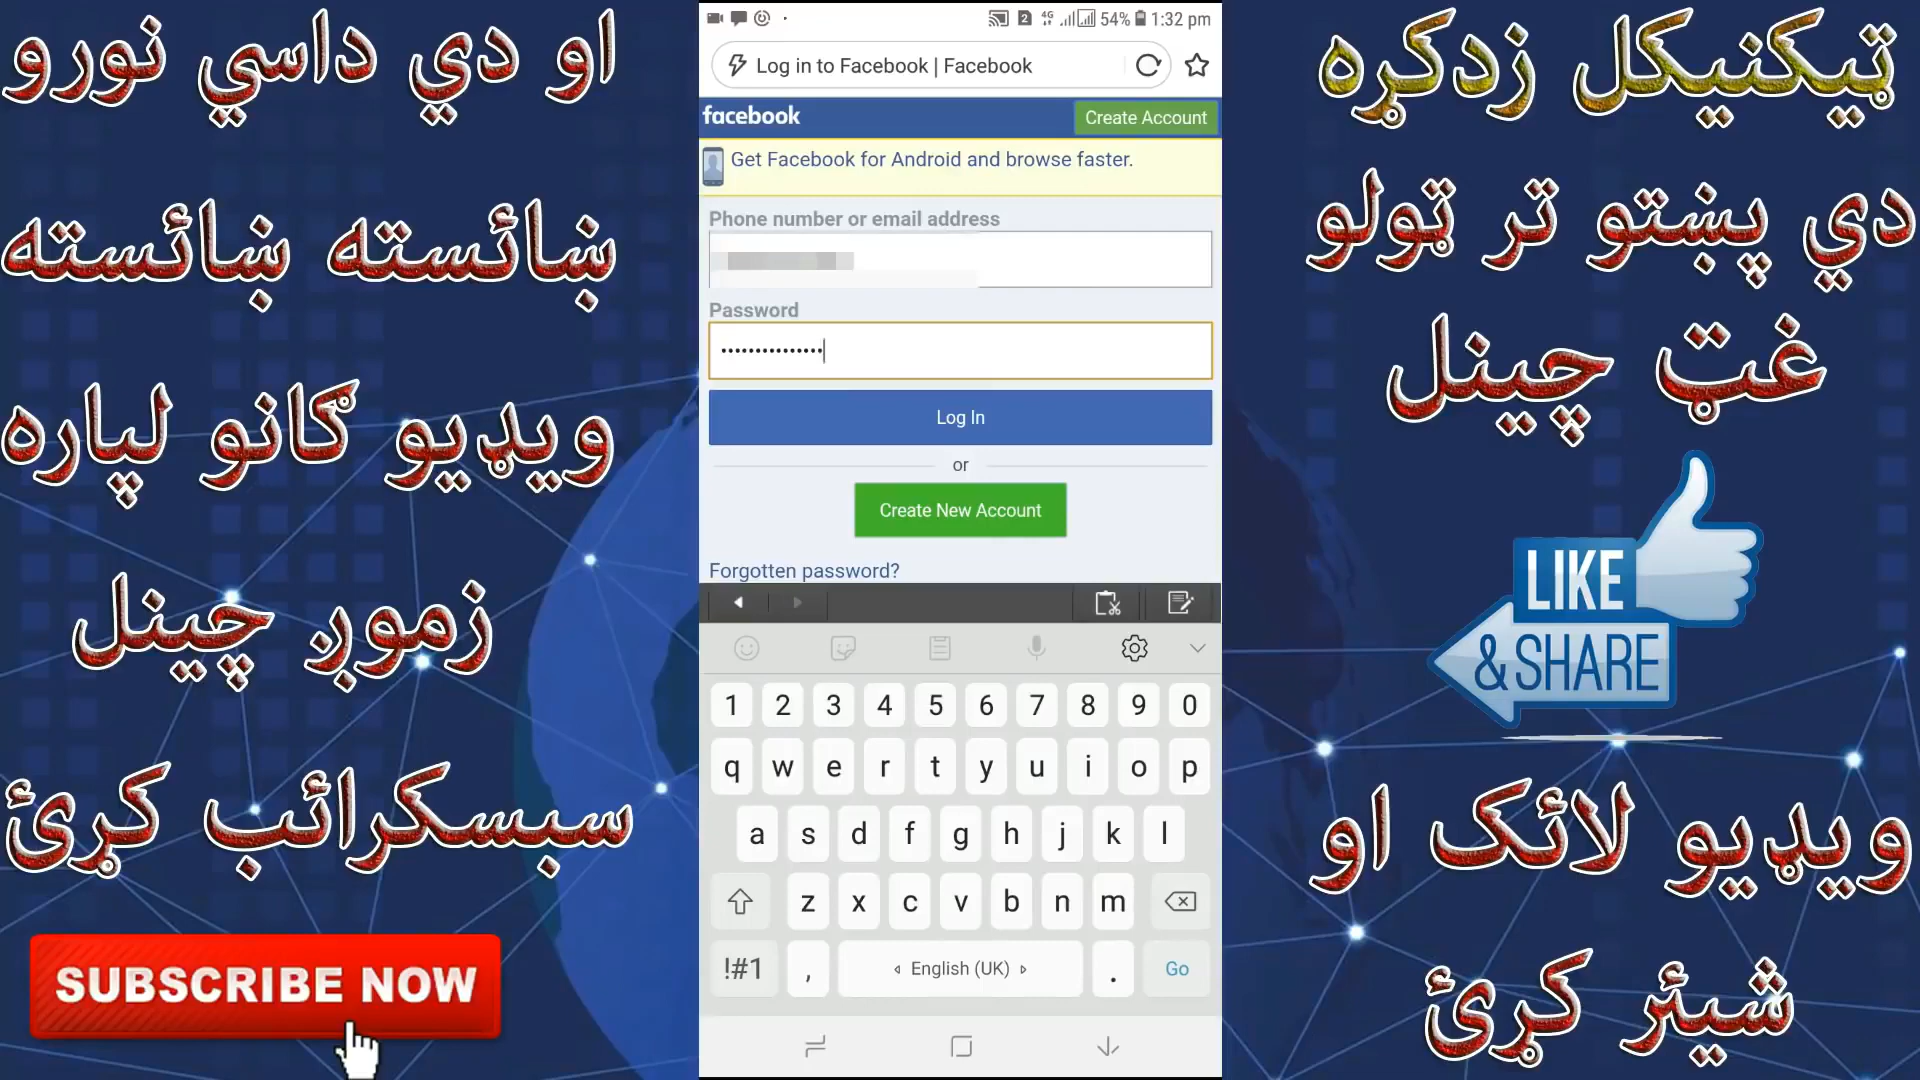 او دي داسي نورو
ښائسته ښائسته
ویډیو ګانو لپاره
زموږ چینل
سبسکرائب کړئ
SUBSCRIBE NOW
54% 1:32 pm
Log in to Facebook | Facebook
facebook
Create Account
Get Facebook for Android and browse faster.
Phone number or email address
Password
•••••••••••••••
Log In
or
Create New Account
Forgotten password?
1 2 3 4 5 6 7 8 9 0
q w e r t y u i o p
a s d f g h j k l
z x c v b n m
!#1 , English (UK) . Go
ټیکنیکل زدکړه
دي پښتو تر ټولو
غټ چینل
LIKE
& SHARE
ویډیو لائک او
شیئر کړئ